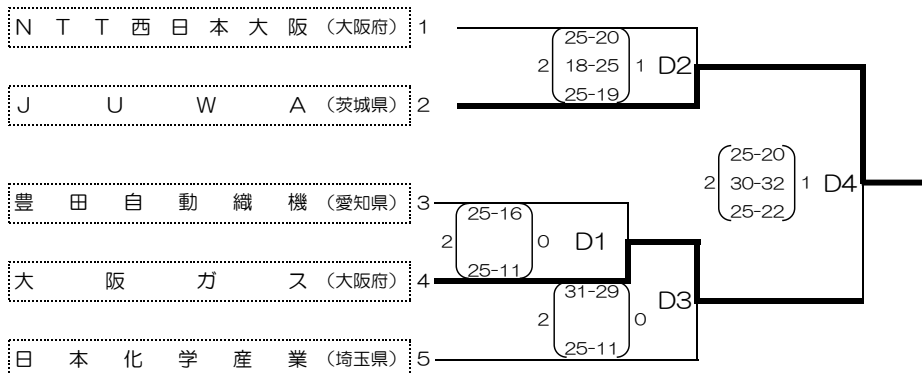 NTT西日本大阪（大阪府） 1
25-20
2 18-25 1 D2
25-19
JUWA（茨城県） 2
25-20
2 30-32 1 D4
25-22
豊田自動織機（愛知県） 3
25-16
2 0 D1
25-11
大阪ガス（大阪府） 4
31-29
2 0 D3
25-11
日本化学産業（埼玉県） 5